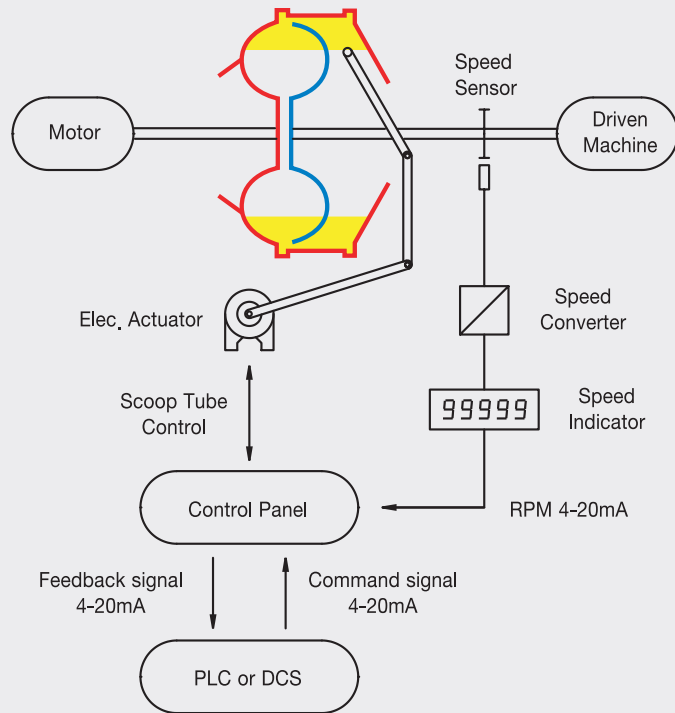 Speed
Sensor
Motor
Driven
Machine
Elec. Actuator
Speed
Converter
Scoop Tube
Control
99999
Speed
Indicator
Control Panel
RPM 4-20mA
Feedback signal
4-20mA
Command signal
4-20mA
PLC or DCS